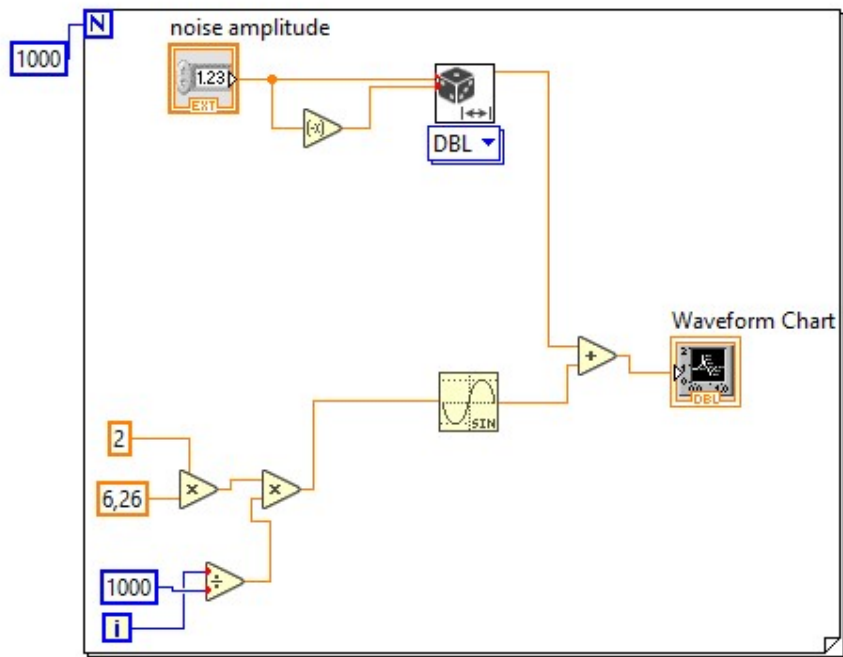 N
1000
noise amplitude
1.23
EXT
DBL
Waveform Chart
DBL
SIN
2
6,26
1000
i